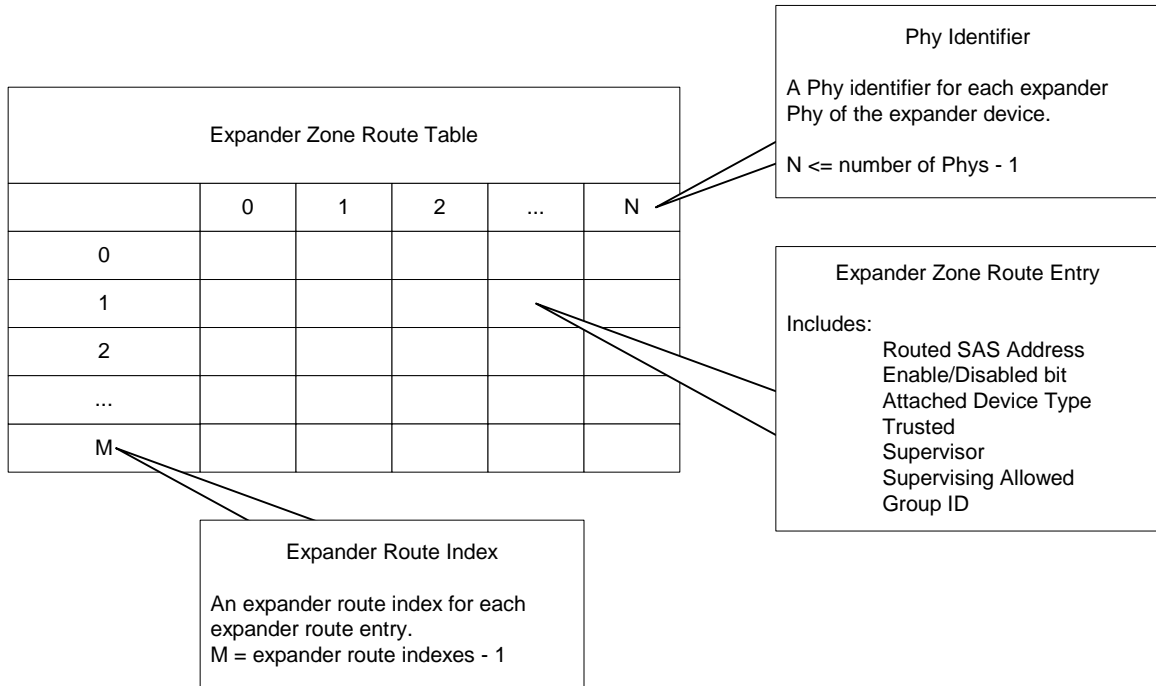 Phy Identifier
A Phy identifier for each expander
Phy of the expander device.
N <= number of Phys - 1
Expander Zone Route Table
0 1 2 ... N
0
1
2
...
M
Expander Zone Route Entry
Includes:
Routed SAS Address
Enable/Disabled bit
Attached Device Type
Trusted
Supervisor
Supervising Allowed
Group ID
Expander Route Index
An expander route index for each
expander route entry.
M = expander route indexes - 1